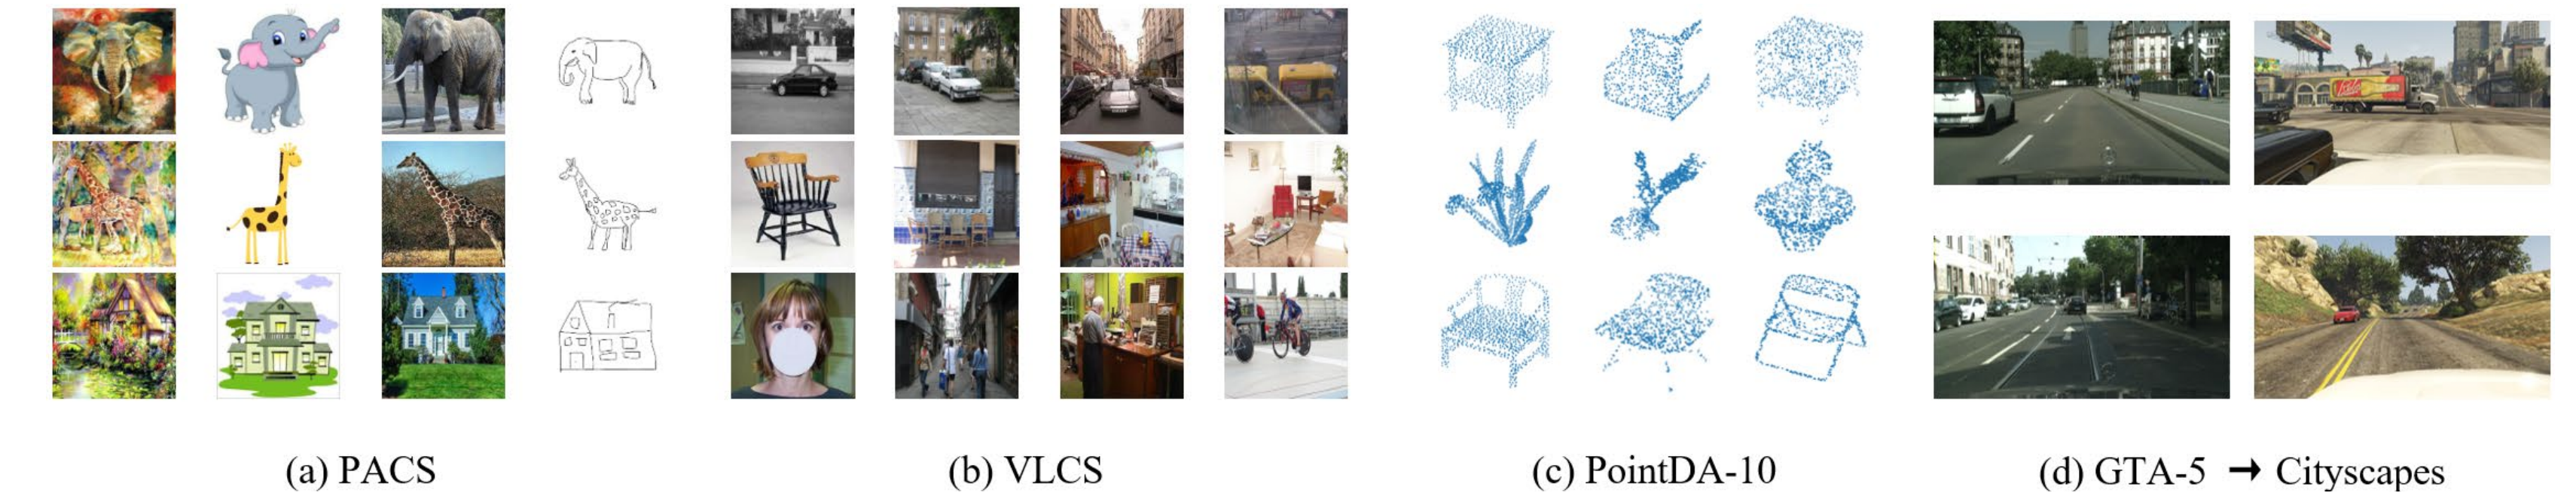 (a) PACS
(b) VLCS
(c) PointDA-10
(d) GTA-5 → Cityscapes